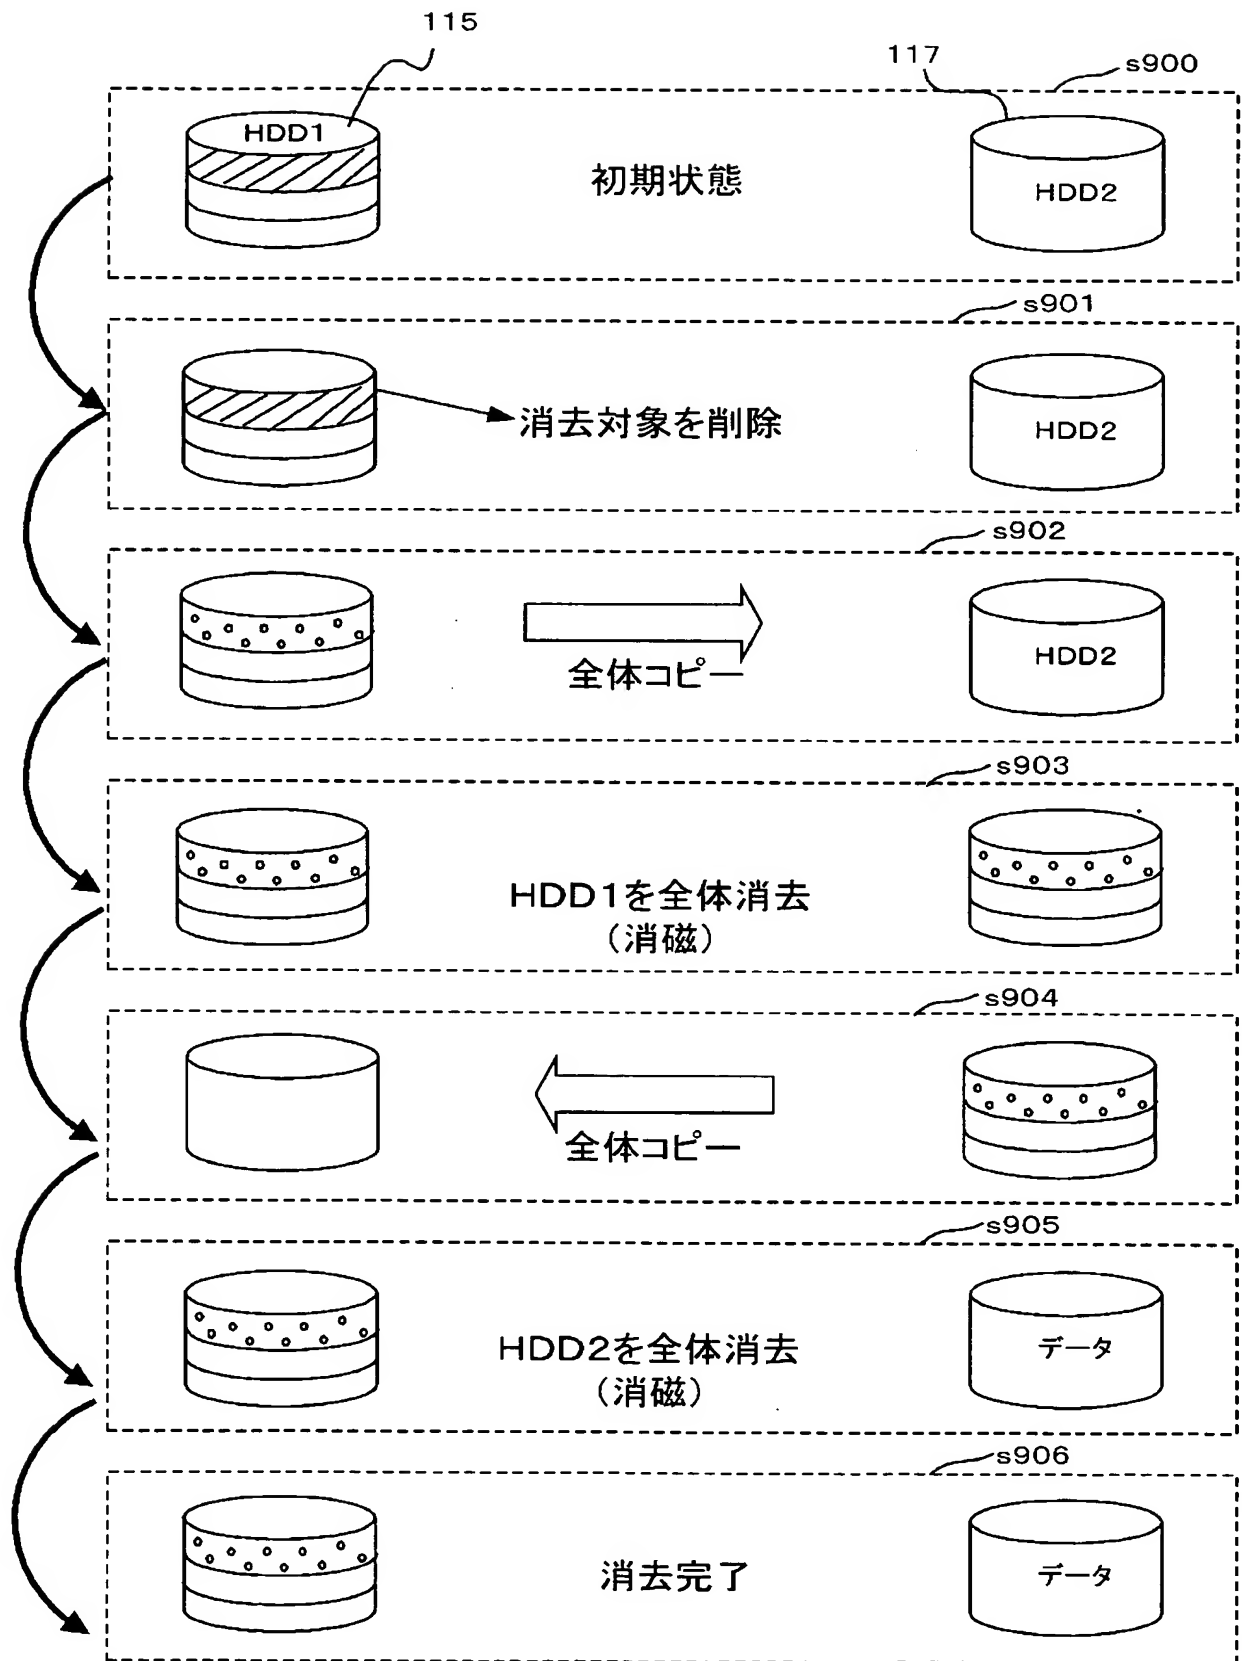 115
117
s900
HDD1
初期状態
HDD2
s901
消去対象を削除
HDD2
s902
全体コピー
HDD2
s903
HDD1を全体消去
（消磁）
s904
全体コピー
s905
HDD2を全体消去
（消磁）
データ
s906
消去完了
データ